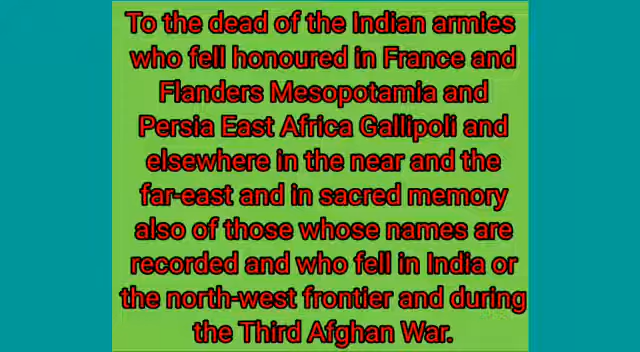 To the dead of the Indian armies
who fell honoured in France and
Flanders Mesopotamia and
Persia East Africa Gallipoli and
elsewhere in the near and the
far-east and in sacred memory
also of those whose names are
recorded and who fell in India or
the north-west frontier and during
the Third Afghan War.